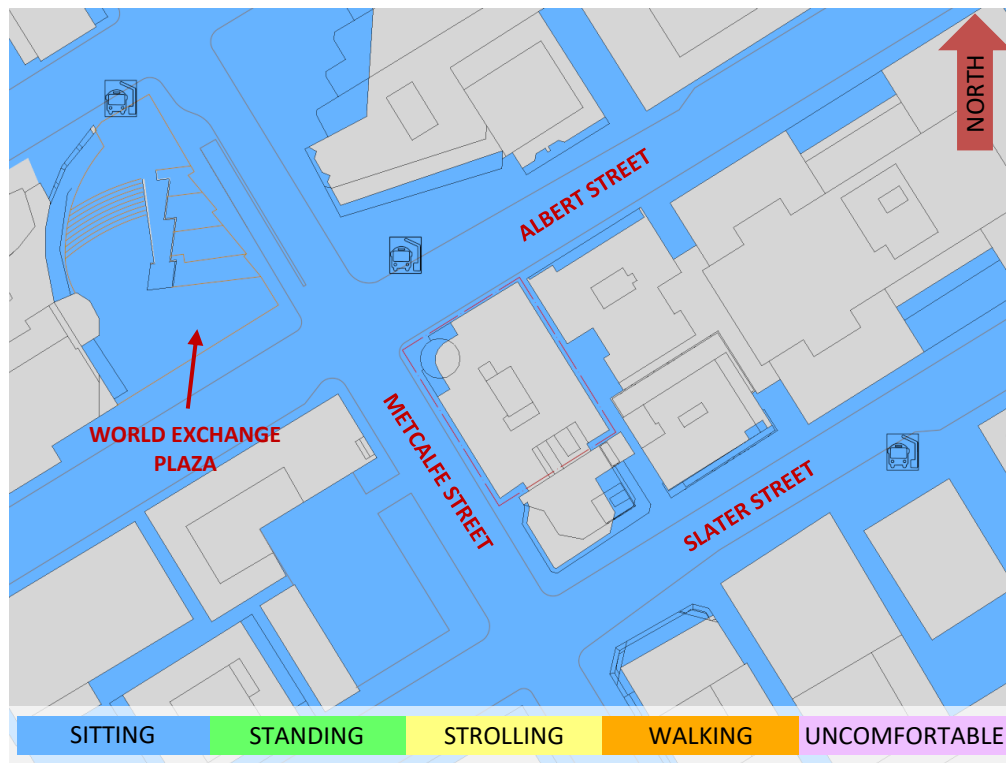 NORTH
ALBERT STREET
WORLD EXCHANGE
PLAZA
METCALFE STREET
SLATER STREET
SITTING
STANDING
STROLLING
WALKING
UNCOMFORTABLE